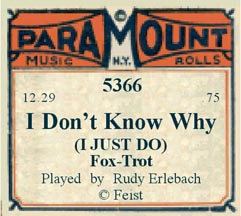 ©
PARAMOUNT
MUSIC N.Y. ROLLS
5366
12.29 .75
I Don't Know Why
(I JUST DO)
Fox-Trot
Played by Rudy Erlebach
© Feist